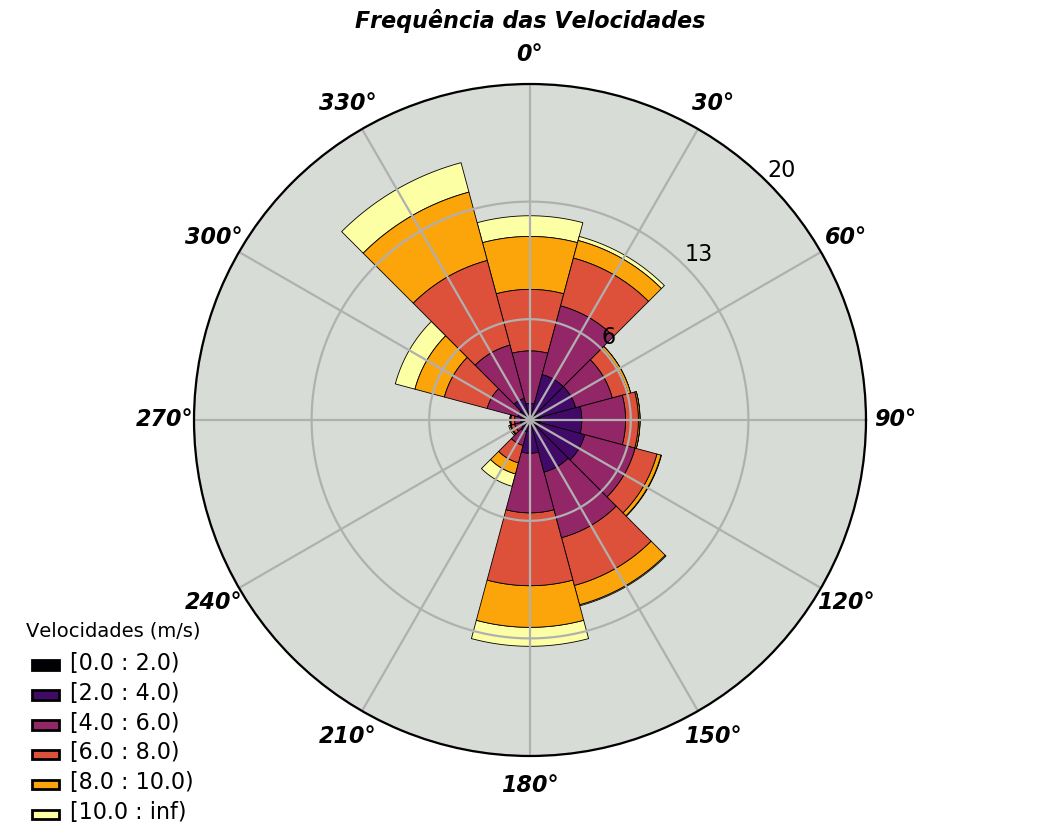 Frequência das Velocidades
0°
330°
30°
20
300°
60°
13
6
270°
90°
240°
120°
Velocidades (m/s)
[0.0 : 2.0)
[2.0 : 4.0)
[4.0 : 6.0)
[6.0 : 8.0)
[8.0 : 10.0)
[10.0 : inf)
210°
150°
180°